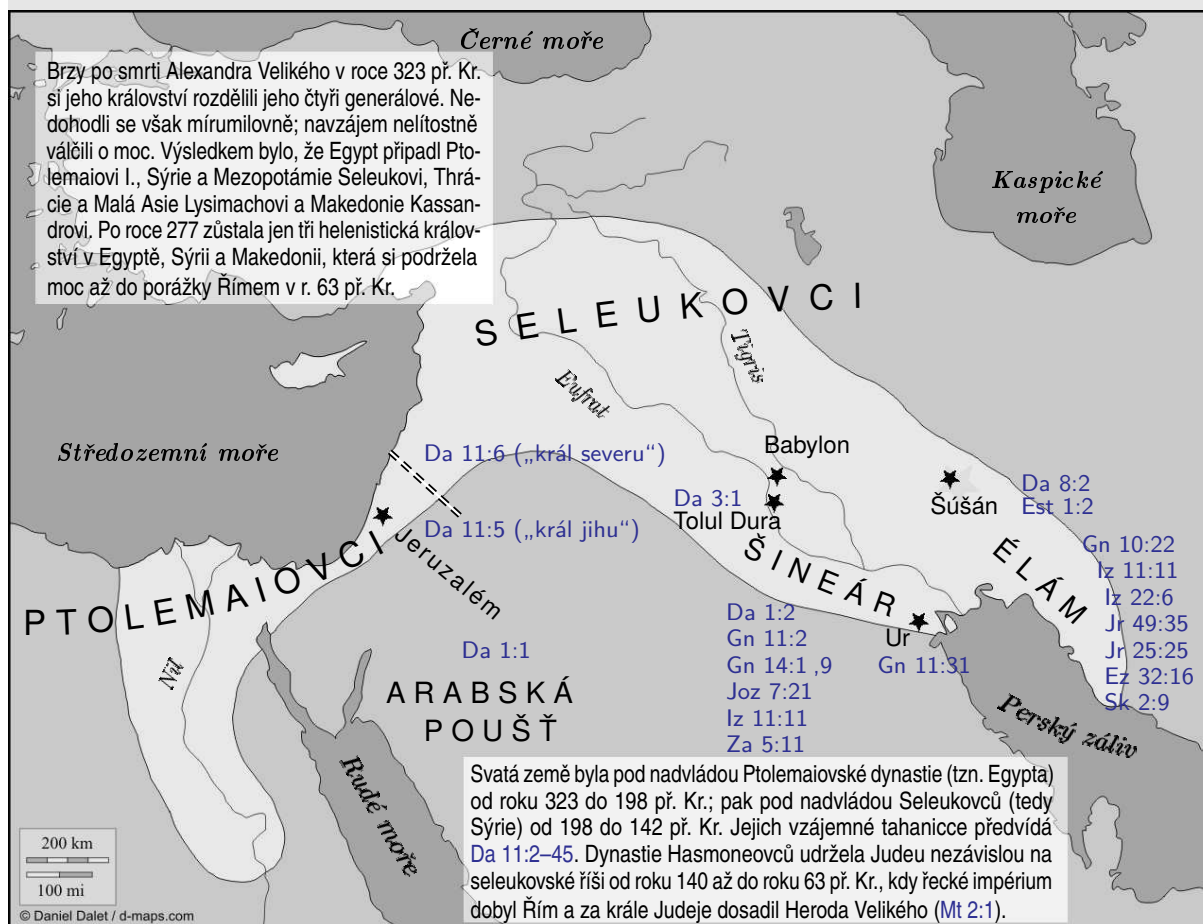 Černé moře
Brzy po smrti Alexandra Velikého v roce 323 př. Kr.
si jeho království rozdělili jeho čtyři generálové. Ne-
dohodli se však mírumilovně; navzájem nelítostně
válčili o moc. Výsledkem bylo, že Egypt připadl Pto-
lemaiovi I., Sýrie a Mezopotámie Seleukovi, Thrá-
cie a Malá Asie Lysimachovi a Makedonie Kassan-
drovi. Po roce 277 zůstala jen tři helenistická králov-
ství v Egyptě, Sýrii a Makedonii, která si podržela
moc až do porážky Římem v r. 63 př. Kr.
Kaspické
moře
SELEUKOVCI
Tigris
Eufrat
Středozemní moře
Da 11:6 („král severu“)
Babylon
Da 3:1
Tolul Dura
Šúšán
Da 8:2
Est 1:2
Da 11:5 („král jihu“)
Jeruzalém
PTOLEMAIOVCI
ŠINEÁR
ÉLÁM
Gn 10:22
Iz 11:11
Iz 22:6
Jr 49:35
Jr 25:25
Ez 32:16
Sk 2:9
Da 1:2
Gn 11:2
Gn 14:1 ,9
Joz 7:21
Iz 11:11
Za 5:11
Ur
Gn 11:31
Nil
Da 1:1
ARABSKÁ
POUŠŤ
Perský záliv
Rudé moře
Svatá země byla pod nadvládou Ptolemaiovské dynastie (tzn. Egypta)
od roku 323 do 198 př. Kr.; pak pod nadvládou Seleukovců (tedy
Sýrie) od 198 do 142 př. Kr. Jejich vzájemné tahanicce předvídá
Da 11:2–45. Dynastie Hasmoneovců udržela Judeu nezávislou na
seleukovské říši od roku 140 až do roku 63 př. Kr., kdy řecké impérium
dobyl Řím a za krále Judeje dosadil Heroda Velikého (Mt 2:1).
200 km
100 mi
© Daniel Dalet / d-maps.com